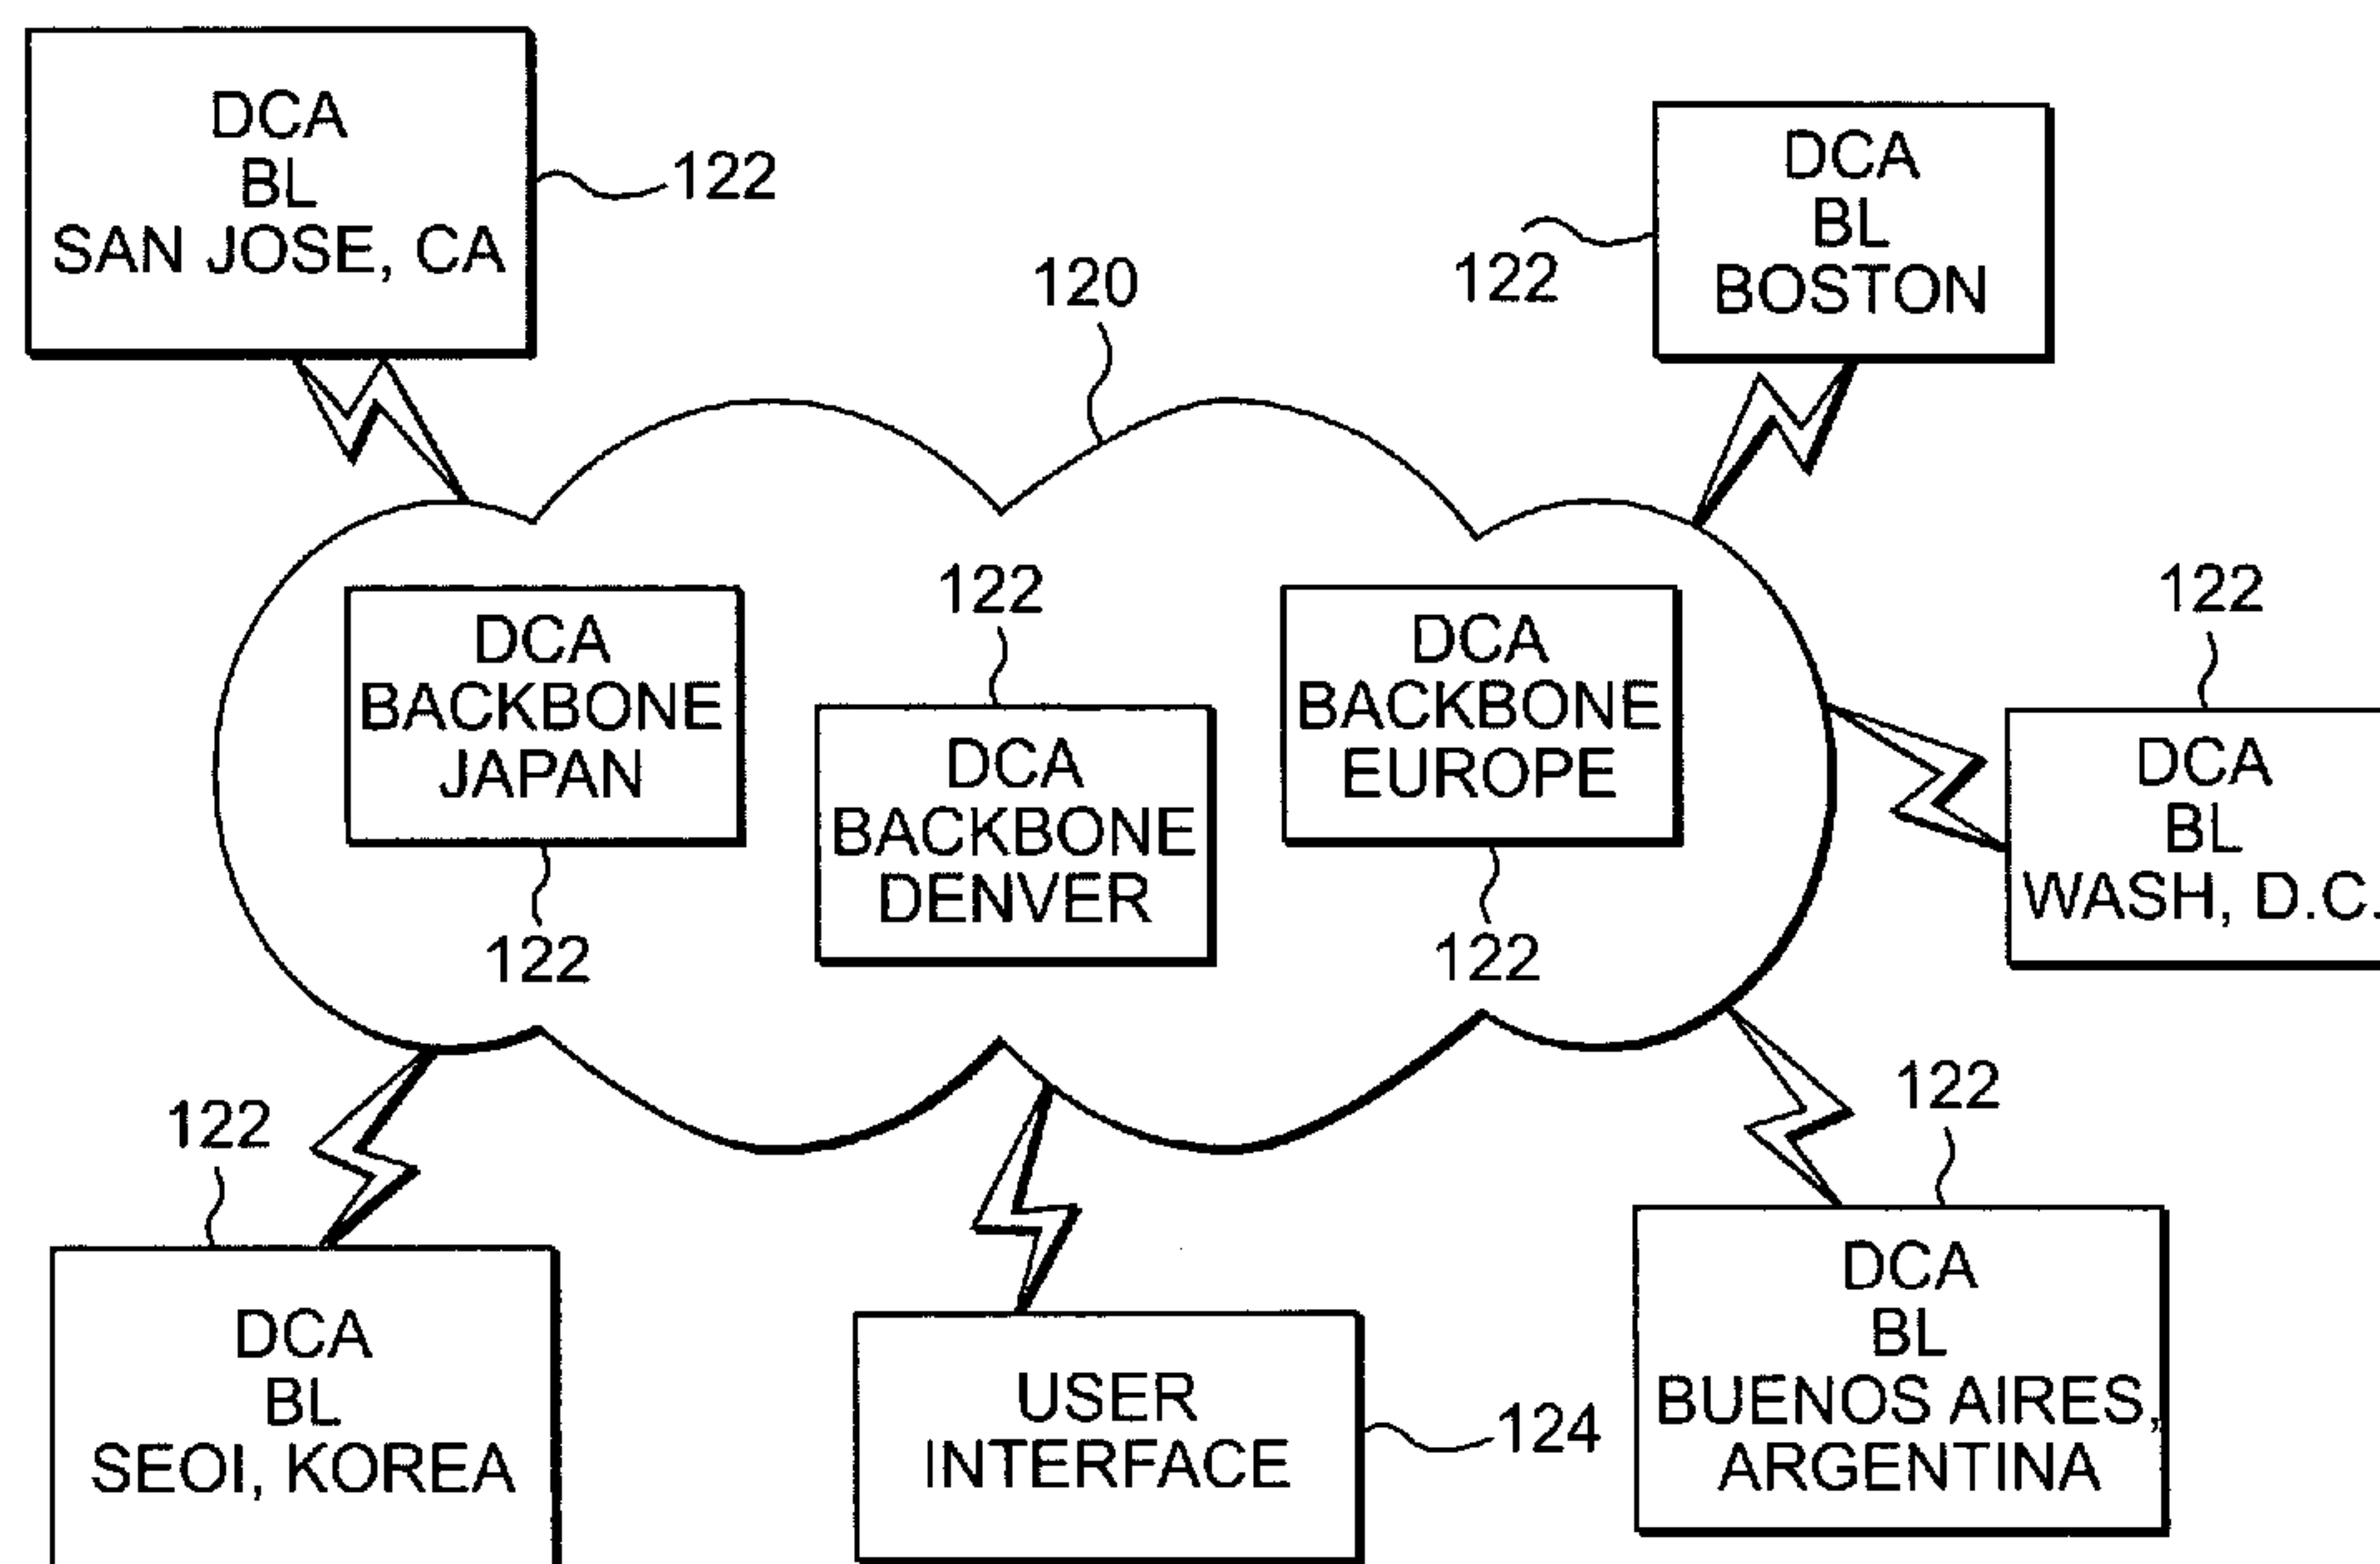 DCA
BL
SAN JOSE, CA
122
DCA
BL
BOSTON
122
120
DCA
BACKBONE
JAPAN
122
122
DCA
BACKBONE
DENVER
DCA
BACKBONE
EUROPE
122
122
DCA
BL
WASH, D.C.
122
DCA
BL
SEOI, KOREA
USER
INTERFACE
124
122
DCA
BL
BUENOS AIRES,
ARGENTINA